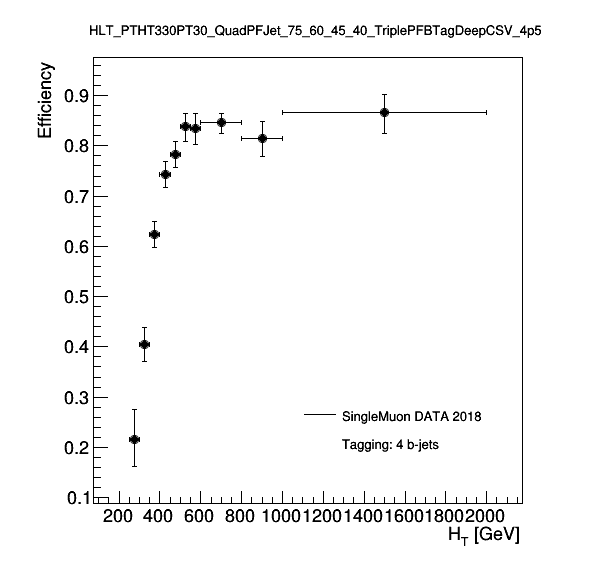 HLT_PTHT330PT30_QuadPFJet_75_60_45_40_TriplePFBTagDeepCSV_4p5
Efficiency
0.9
0.8
0.7
0.6
0.5
0.4
0.3
0.2
0.1
SingleMuon DATA 2018
Tagging: 4 b-jets
200 400 600 800 1000 1200 1400 1600 1800 2000
H_T [GeV]